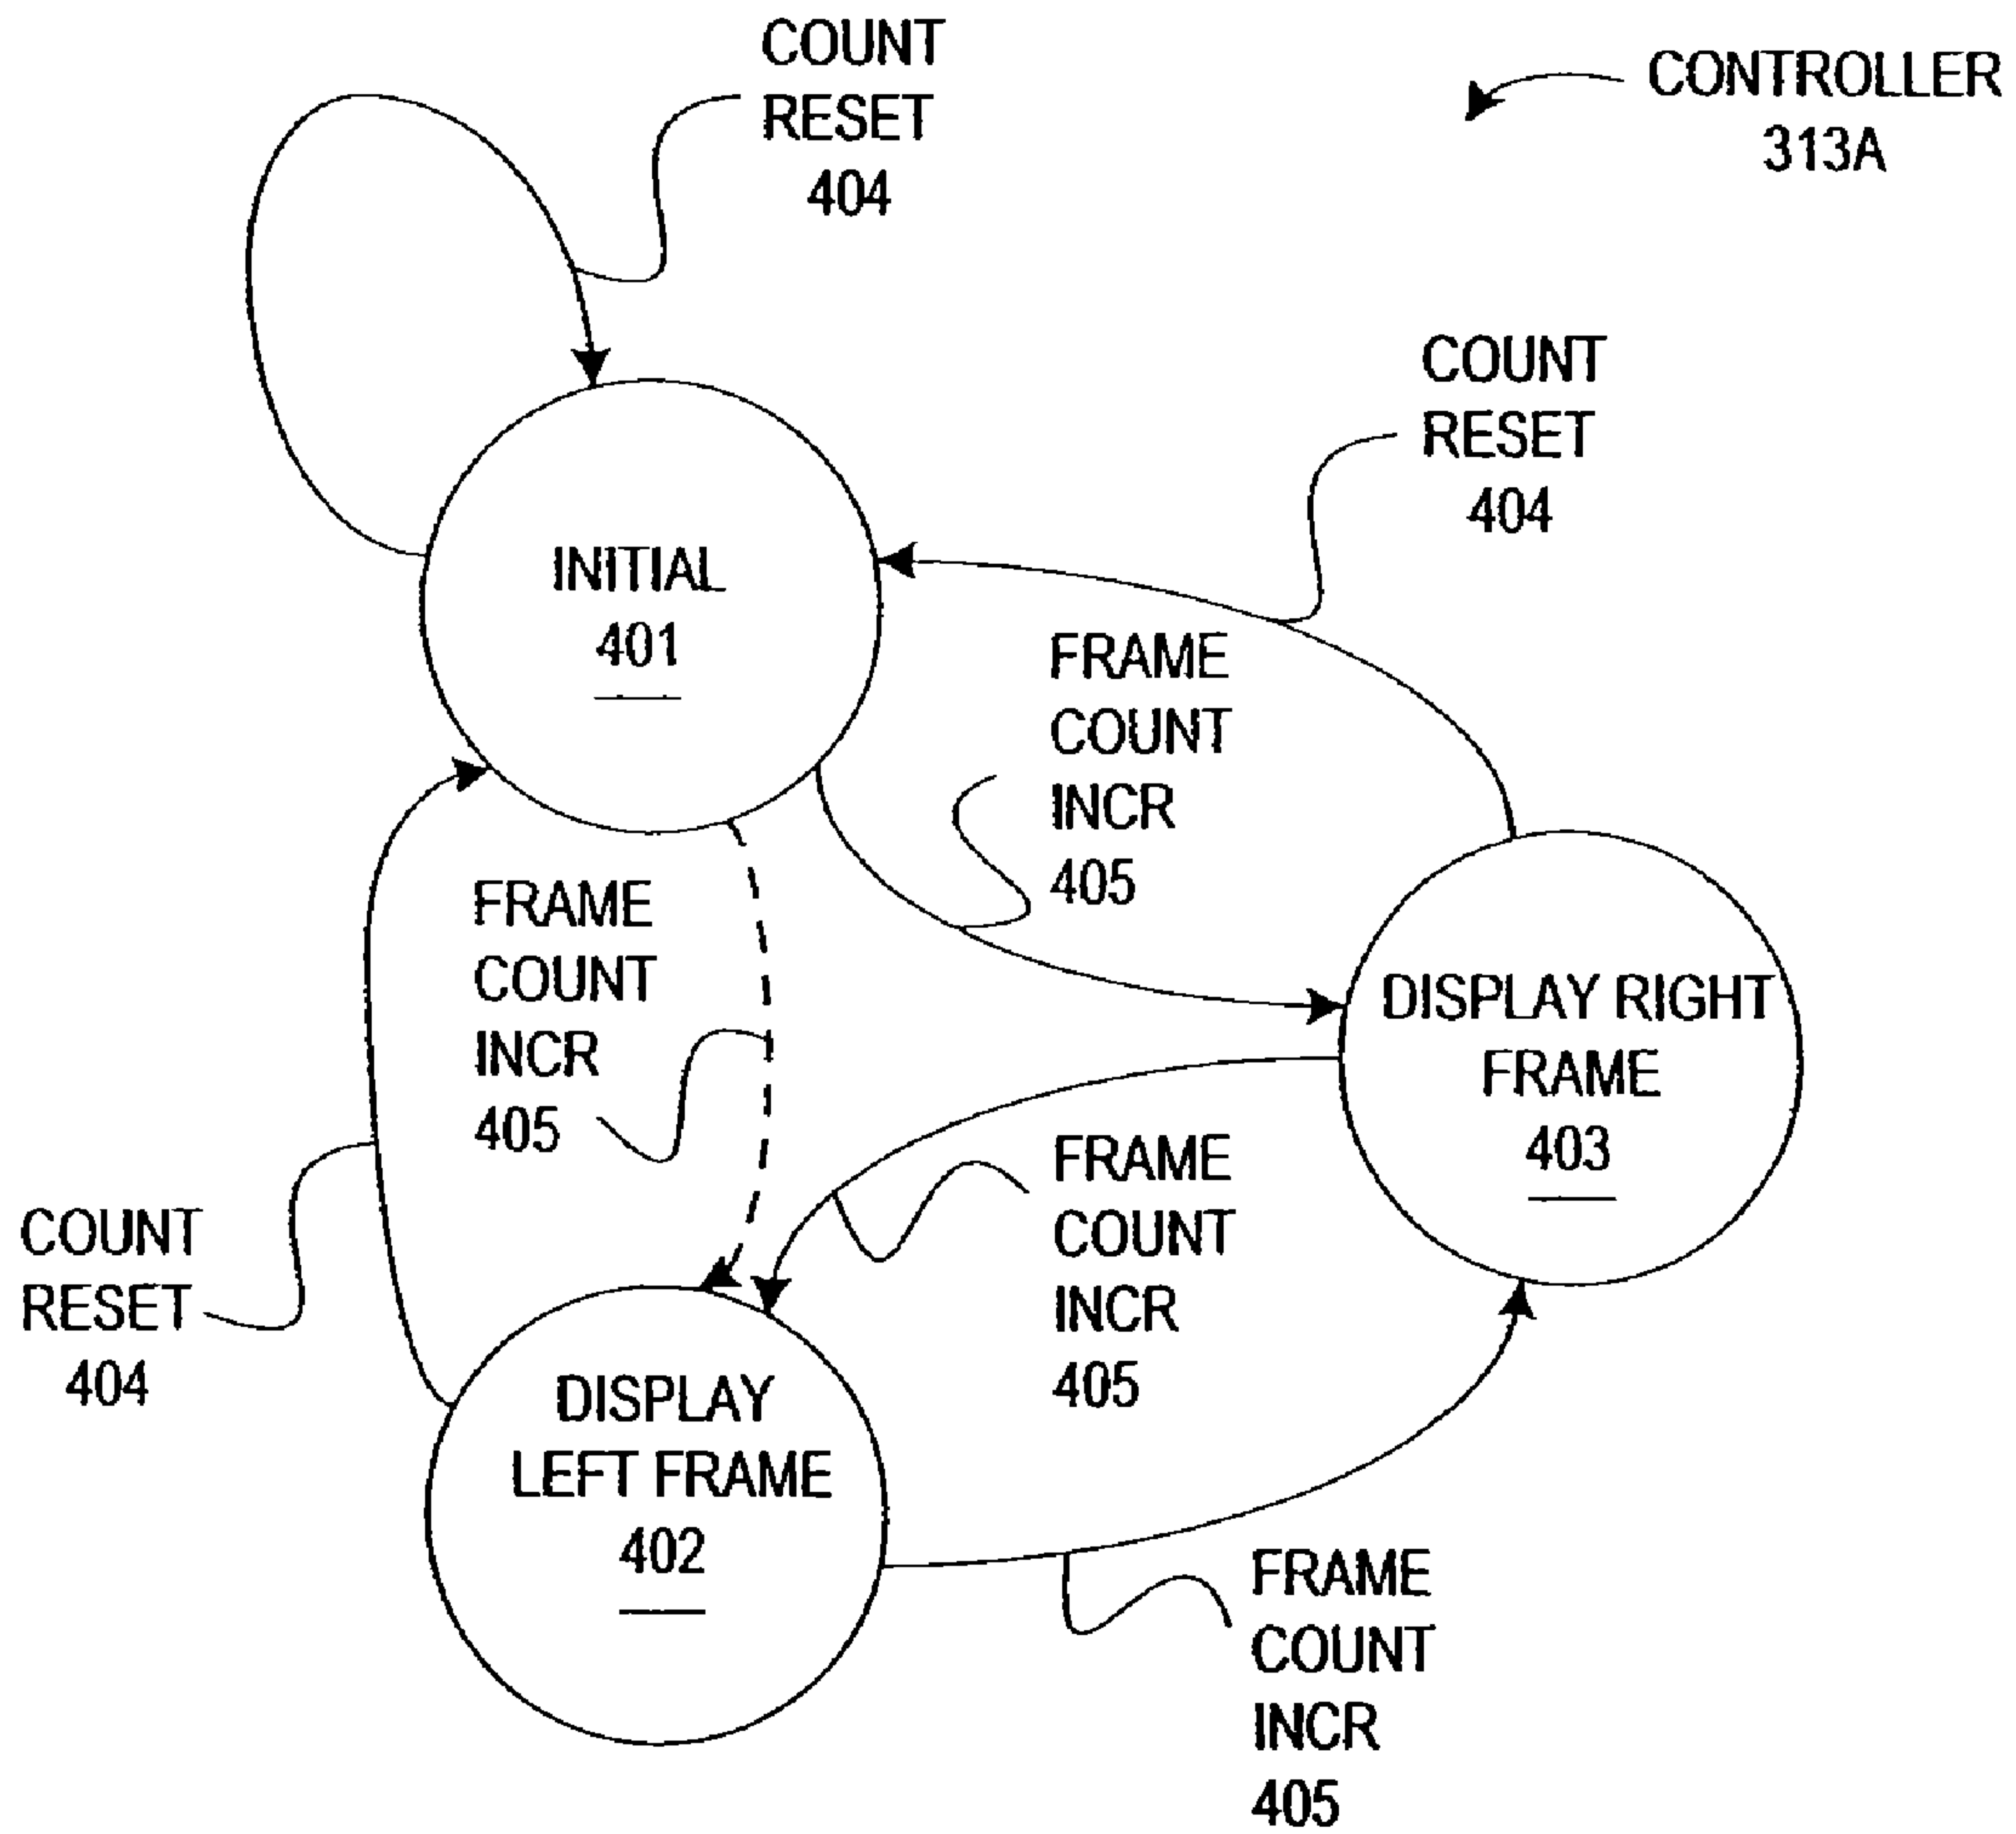 COUNT
RESET
404
CONTROLLER
313A
COUNT
RESET
404
INITIAL
401
FRAME
COUNT
INCR
405
FRAME
COUNT
INCR
405
DISPLAY RIGHT
FRAME
403
FRAME
COUNT
INCR
405
COUNT
RESET
404
DISPLAY
LEFT FRAME
402
FRAME
COUNT
INCR
405